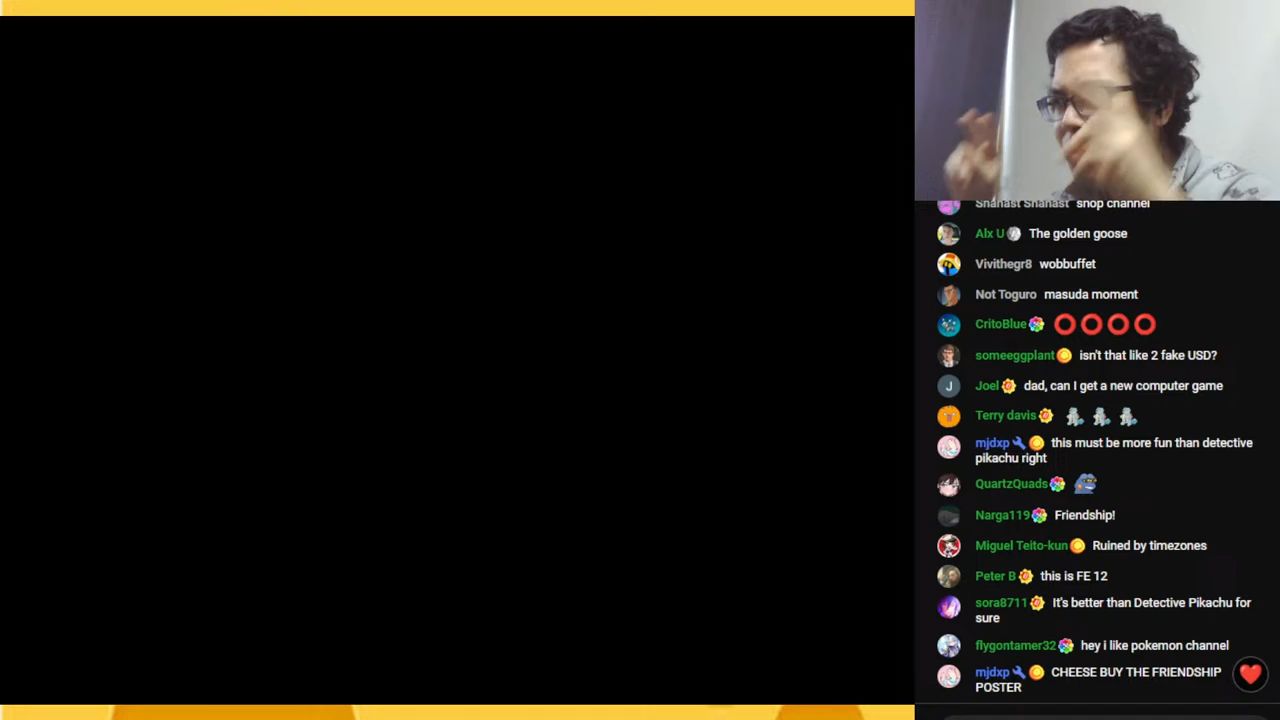 Shanast Shanast shop channel
Alx U The golden goose
Vivithegr8 wobbuffet
Not Toguro masuda moment
CritoBlue
someeggplant isn't that like 2 fake USD?
J Joel dad, can I get a new computer game
Terry davis
mjdxp this must be more fun than detective
pikachu right
QuartzQuads
Narga119 Friendship!
Miguel Teito-kun Ruined by timezones
Peter B this is FE 12
sora8711 It's better than Detective Pikachu for
sure
flygontamer32 hey i like pokemon channel
mjdxp CHEESE BUY THE FRIENDSHIP
POSTER